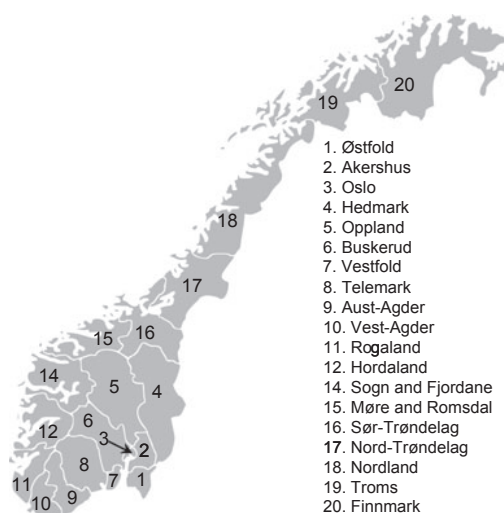 20
19
1. Østfold
2. Akershus
3. Oslo
4. Hedmark
5. Oppland
6. Buskerud
7. Vestfold
8. Telemark
9. Aust-Agder
10. Vest-Agder
11. Rogaland
12. Hordaland
14. Sogn and Fjordane
15. Møre and Romsdal
16. Sør-Trøndelag
17. Nord-Trøndelag
18. Nordland
19. Troms
20. Finnmark
18
17
16
15
14
5
4
6
12
3
2
8
11
7
1
10
9